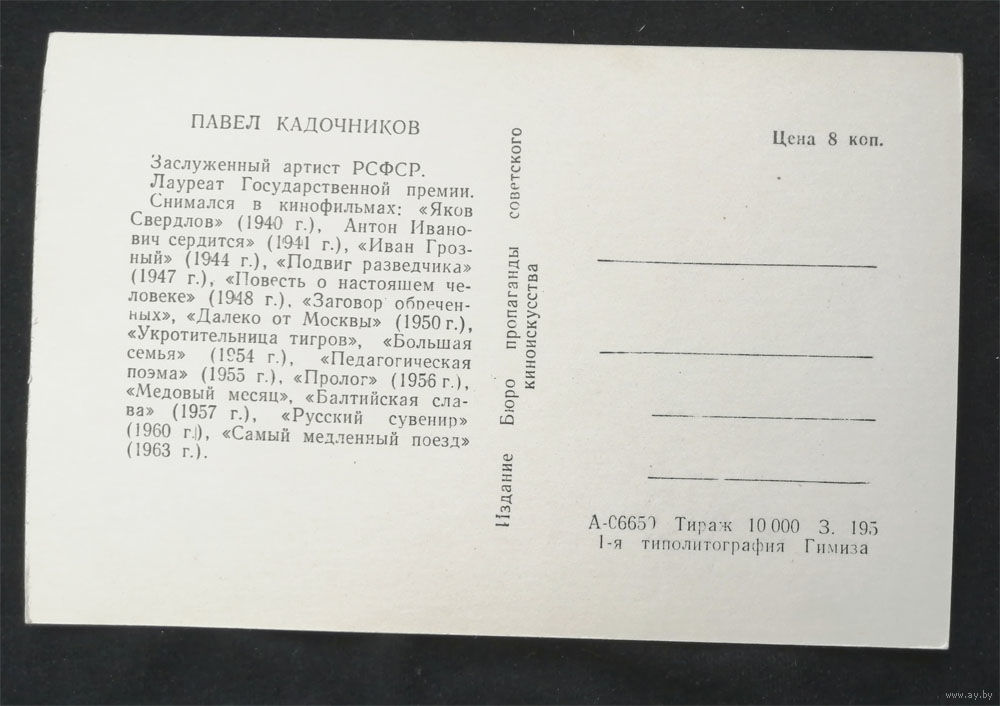 ПАВЕЛ КАДОЧНИКОВ
Заслуженный артист РСФСР.
Лауреат Государственной премии.
Снимался в кинофильмах: «Яков
Свердлов» (1940 г.), Антон Ивано-
вич сердится» (1941 г.), «Иван Гроз-
ный» (1944 г.), «Подвиг разведчика»
(1947 г.), «Повесть о настоящем че-
ловеке» (1948 г.), «Заговор обречен-
ных», «Далеко от Москвы» (1950 г.),
«Укротительница тигров», «Большая
семья» (1954 г.), «Педагогическая
поэма» (1955 г.), «Пролог» (1956 г.),
«Медовый месяц», «Балтийская сла-
ва» (1957 г.), «Русский сувенир»
(1960 г.), «Самый медленный поезд»
(1963 г.).
Издание Бюро пропаганды советского
киноискусства
Цена 8 коп.
А-06650 Тираж 10 000 З. 195
1-я типолитография Гимиза
www.ay.by